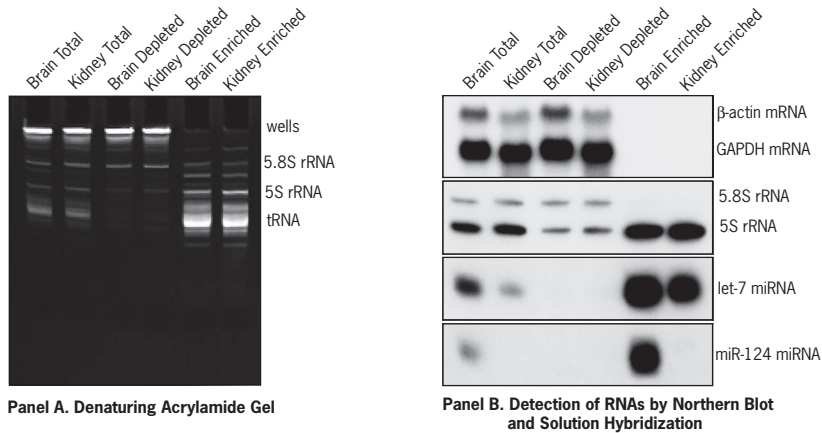 Brain Total
Kidney Total
Brain Depleted
Kidney Depleted
Brain Enriched
Kidney Enriched
wells
5.8S rRNA
5S rRNA
tRNA
Panel A. Denaturing Acrylamide Gel
Brain Total
Kidney Total
Brain Depleted
Kidney Depleted
Brain Enriched
Kidney Enriched
β-actin mRNA
GAPDH mRNA
5.8S rRNA
5S rRNA
let-7 miRNA
miR-124 miRNA
Panel B. Detection of RNAs by Northern Blot
and Solution Hybridization